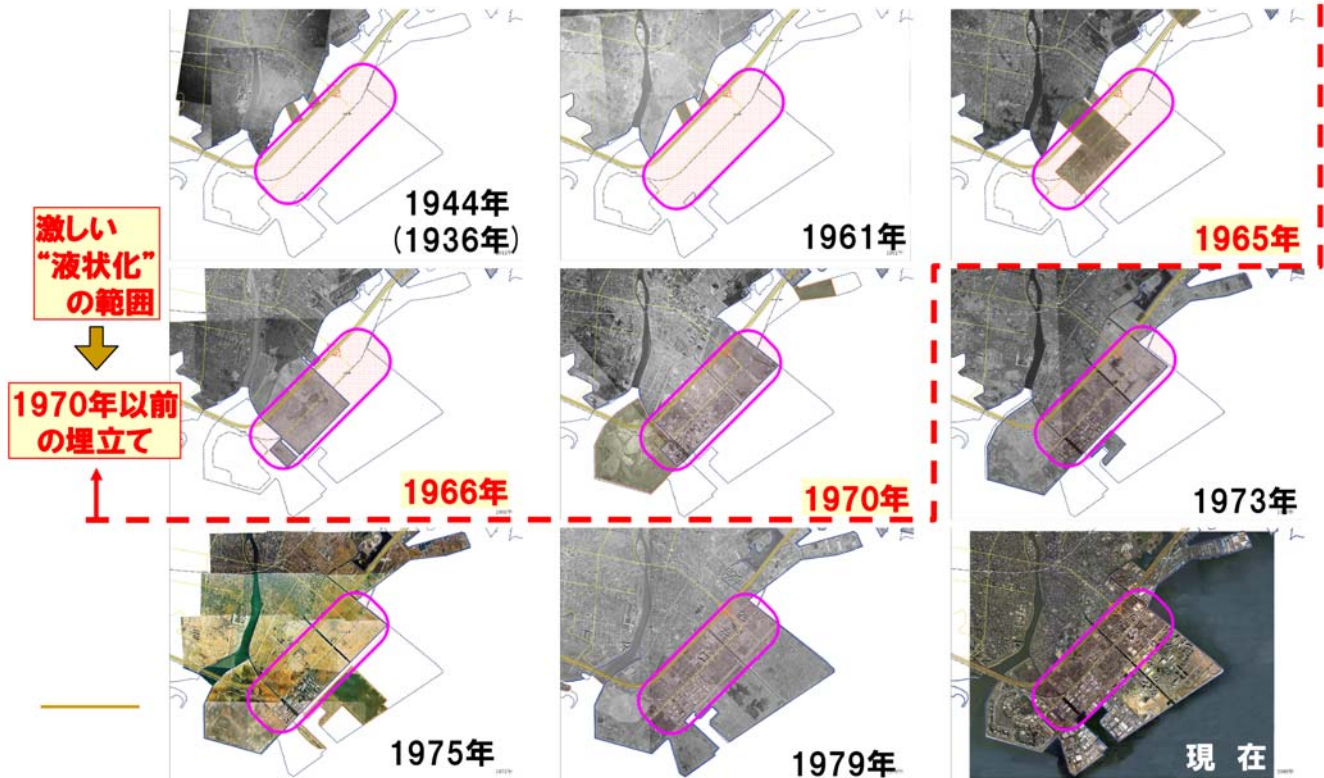 1944年
(1936年)
1961年
1965年
激しい
“液状化”
の範囲
1970年以前
の埋立て
1966年
1970年
1973年
1975年
1979年
現 在